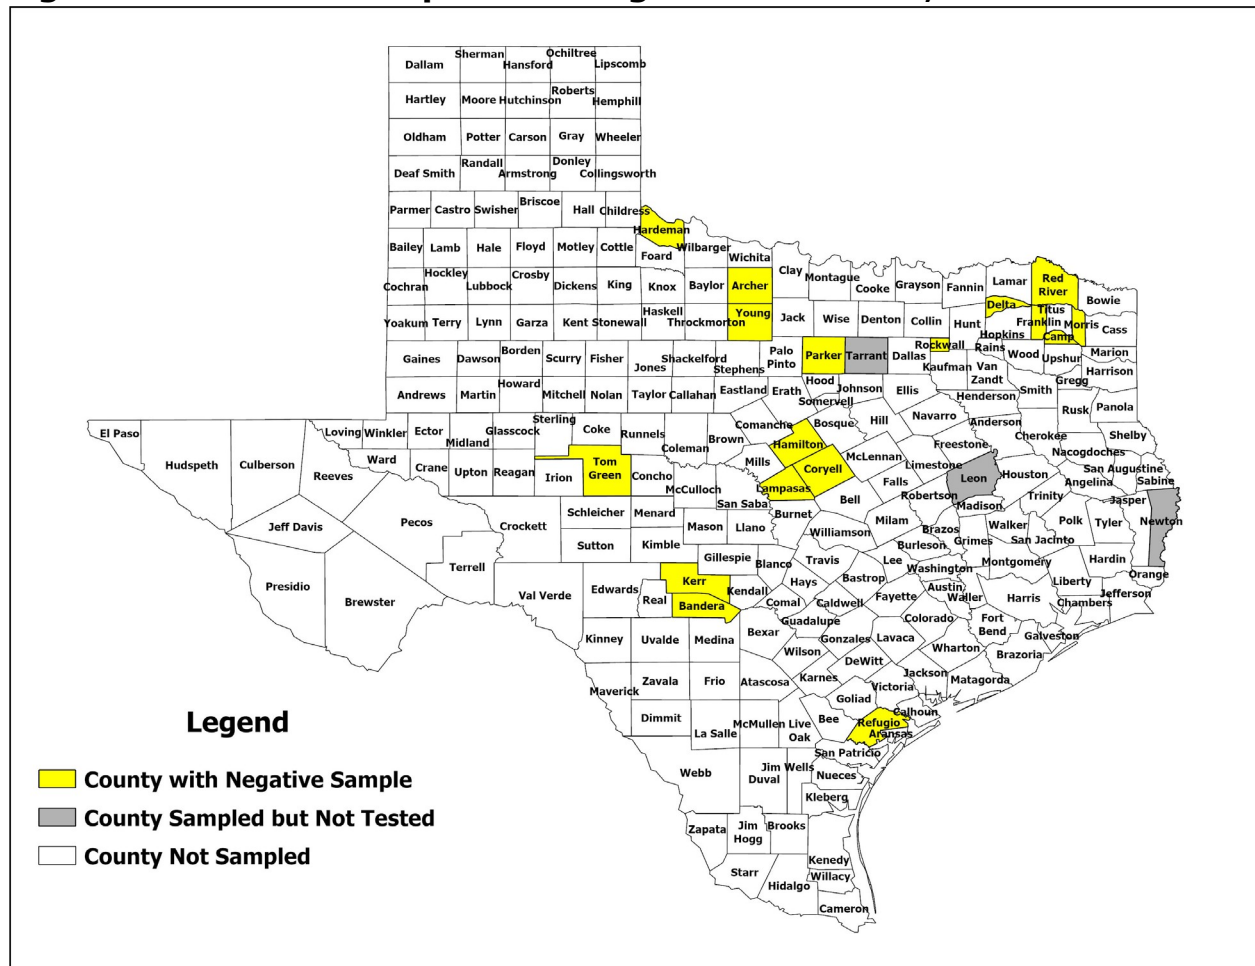 Dallam Sherman Hansford Ochiltree Lipscomb
Hartley Moore Hutchinson Roberts Hemphill
Oldham Potter Carson Gray Wheeler
Deaf Smith Randall Armstrong Donley Collingsworth
Parmer Castro Swisher Briscoe Hall Childress
Hardeman
Bailey Lamb Hale Floyd Motley Cottle Foard Wilbarger Wichita
Clay Montague Cooke Grayson Fannin Lamar Red River Bowie
Cochran Hockley Lubbock Crosby Dickens King Knox Baylor Archer
Delta Titus Franklin Morris Cass
Yoakum Terry Lynn Garza Kent Stonewall Haskell Throckmorton Young Jack Wise Denton Collin Hunt Hopkins Camp
Rockwall Rains Wood Upshur Marion
Gaines Dawson Borden Scurry Fisher Jones Shackelford Stephens Palo Pinto Parker Tarrant Dallas Kaufman Van Zandt Gregg Harrison
Andrews Martin Howard Mitchell Nolan Taylor Callahan Eastland Erath Hood Somervell Johnson Ellis Henderson Smith Rusk Panola
El Paso Hudspeth Culberson Reeves Loving Winkler Ector Midland Glasscock Sterling Coke Runnels Coleman Brown Comanche Bosque Hill Navarro Anderson Cherokee Shelby
Ward Crane Upton Reagan Irion Tom Green Concho McCulloch Mills Hamilton Coryell McLennan Limestone Freestone Leon Houston Nacogdoches San Augustine Sabine Angelina
Jeff Davis Pecos Crockett Schleicher Menard San Saba Lampasas Burnet Bell Falls Robertson Madison Trinity Polk Tyler Jasper Newton
Presidio Brewster Terrell Sutton Kimble Mason Llano Williamson Milam Brazos Grimes Walker San Jacinto Hardin
Val Verde Edwards Real Kerr Gillespie Blanco Kendall Travis Hays Bastrop Lee Burleson Washington Montgomery Liberty Orange Jefferson
Bandera Comal Caldwell Fayette Austin Waller Harris Chambers
Kinney Uvalde Medina Bexar Guadalupe Gonzales Lavaca Colorado Fort Bend Galveston
Wilson DeWitt Wharton Brazoria
Maverick Zavala Frio Atascosa Karnes Goliad Victoria Jackson Matagorda
Dimmit La Salle McMullen Live Oak Bee Refugio Calhoun Aransas
Webb Duval Jim Wells San Patricio Nueces Kleberg
Zapata Jim Hogg Brooks Kenedy
Starr Hidalgo Willacy
Cameron
Legend
County with Negative Sample
County Sampled but Not Tested
County Not Sampled